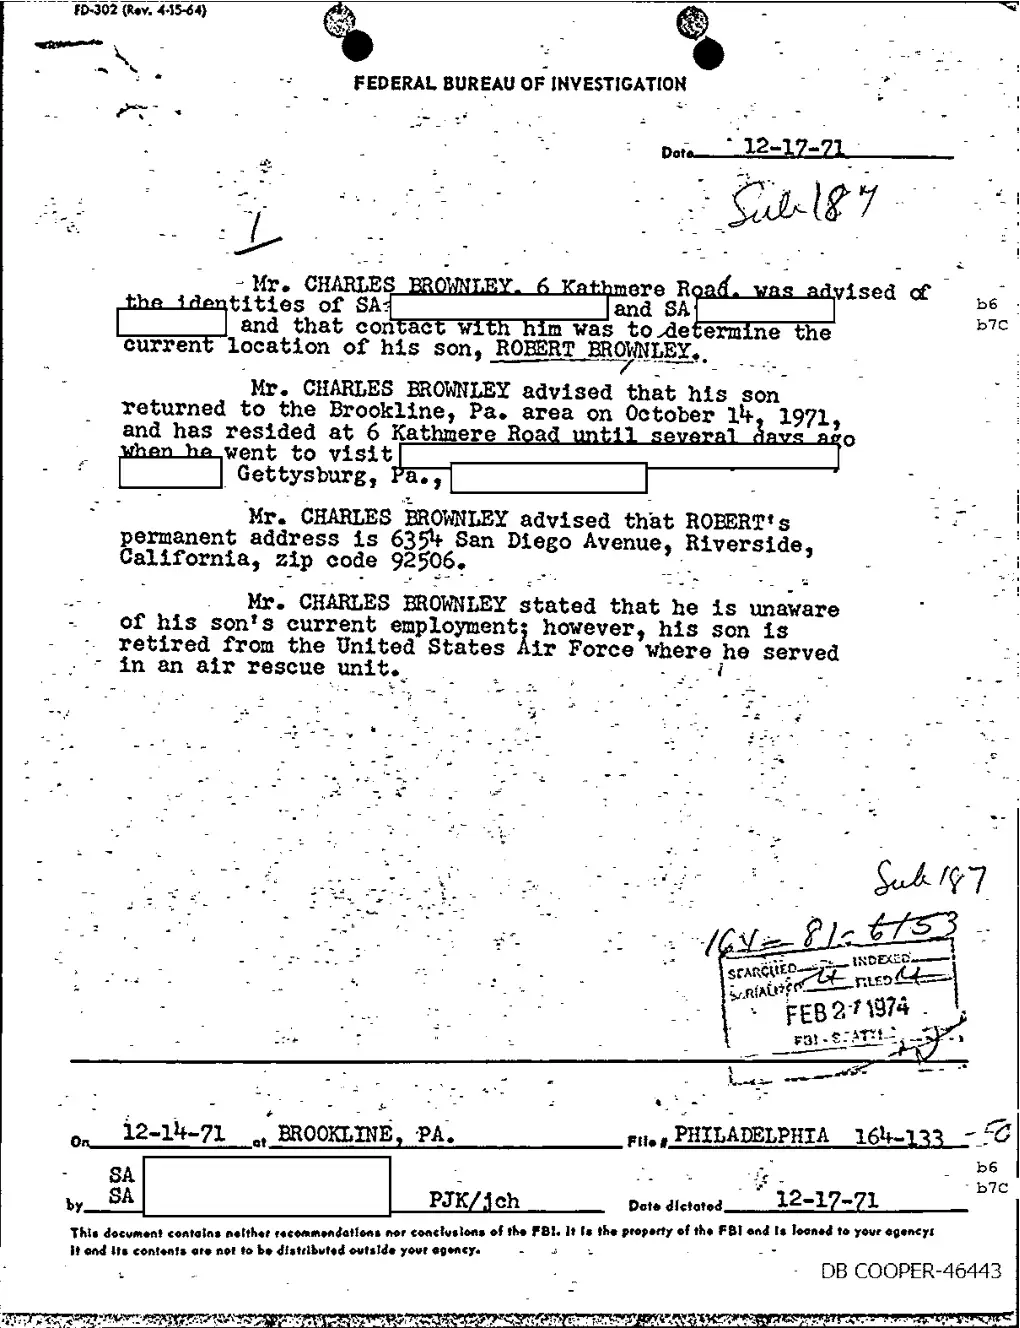 FD-302 (Rev. 4-15-64)
FEDERAL BUREAU OF INVESTIGATION
Date 12-17-71
Sub 187
1
Mr. CHARLES BROWNLEY, 6 Kathmere Road, was advised of
the identities of SA and SA
and that contact with him was to determine the
current location of his son, ROBERT BROWNLEY.
b6
b7C
Mr. CHARLES BROWNLEY advised that his son
returned to the Brookline, Pa. area on October 14, 1971,
and has resided at 6 Kathmere Road until several days ago
when he went to visit
Gettysburg, Pa.,
Mr. CHARLES BROWNLEY advised that ROBERT's
permanent address is 6354 San Diego Avenue, Riverside,
California, zip code 92506.
Mr. CHARLES BROWNLEY stated that he is unaware
of his son's current employment; however, his son is
retired from the United States Air Force where he served
in an air rescue unit.
Sub 187
164-81-6153
SEARCHED INDEXED
SERIALIZED FILED
FEB 21 1974
FBI - SEATTLE
On 12-14-71 at BROOKLINE, PA. File # PHILADELPHIA 164-133 -50
SA
SA
by PJK/jch Date dictated 12-17-71
b6
b7C
This document contains neither recommendations nor conclusions of the FBI. It is the property of the FBI and is loaned to your agency;
it and its contents are not to be distributed outside your agency.
DB COOPER-46443